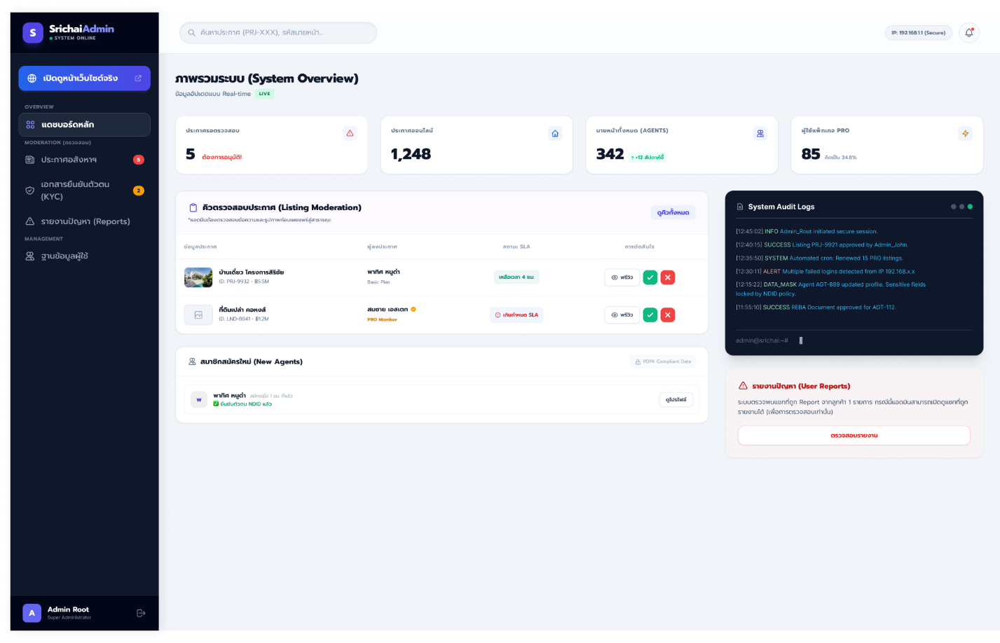 S
SrichaiAdmin
SYSTEM ONLINE
เปิดดูหน้าเว็บไซต์จริง
OVERVIEW
แดชบอร์ดหลัก
MODERATION (ตรวจสอบ)
ประกาศอสังหาฯ
5
เอกสารยืนยันตัวตน
(KYC)
2
รายงานปัญหา (Reports)
MANAGEMENT
ฐานข้อมูลผู้ใช้
A
Admin Root
Super Administrator
ค้นหาประกาศ (PRJ-XXX), รหัสนายหน้า..
IP: 192.168.1.1 (Secure)
ภาพรวมระบบ (System Overview)
ข้อมูลอัปเดตแบบ Real-time LIVE
ประกาศรอตรวจสอบ
5 ต้องการอนุมัติ!
ประกาศออนไลน์
1,248
นายหน้าทั้งหมด (AGENTS)
342 ↑ +12 สัปดาห์นี้
ผู้ใช้แพ็กเกจ PRO
85 คิดเป็น 24.8%
คิวตรวจสอบประกาศ (Listing Moderation)
*แอดมินต้องตรวจสอบข้อความและรูปภาพก่อนเผยแพร่สู่สาธารณะ
ดูคิวทั้งหมด
ข้อมูลประกาศ ผู้ลงประกาศ สถานะ SLA การตัดสินใจ
บ้านเดี่ยว โครงการสิริชัย
ID: PRJ-9932 • ฿5.5M
พาทิศ หนูดำ
Basic Plan
เหลือเวลา 4 ชม.
พรีวิว
ที่ดินเปล่า คอหงส์
ID: LND-8841 • ฿1.2M
สมชาย เอสเตท
PRO Member
เกินกำหนด SLA
พรีวิว
สมาชิกสมัครใหม่ (New Agents)
PDPA Compliant Data
W
พาทิศ หนูดำ สมัครเมื่อ 1 ชม. ที่แล้ว
✅ ยืนยันตัวตน NDID แล้ว
ดูโปรไฟล์
System Audit Logs
[12:45:02] INFO Admin_Root initiated secure session.
[12:40:15] SUCCESS Listing PRJ-9921 approved by Admin_John.
[12:35:50] SYSTEM Automated cron: Renewed 15 PRO listings.
[12:30:11] ALERT Multiple failed logins detected from IP 192.168.x.x
[12:15:22] DATA_MASK Agent AGT-889 updated profile. Sensitive fields
locked by NDID policy.
[11:55:10] SUCCESS REBA Document approved for AGT-112.
admin@srichai:~#
รายงานปัญหา (User Reports)
ระบบตรวจพบแชทที่ถูก Report จากลูกค้า 1 รายการ กรณีนี้แอดมินสามารถเปิดดูแชทที่ถูก
รายงานได้ (เพื่อการตรวจสอบเท่านั้น)
ตรวจสอบรายงาน